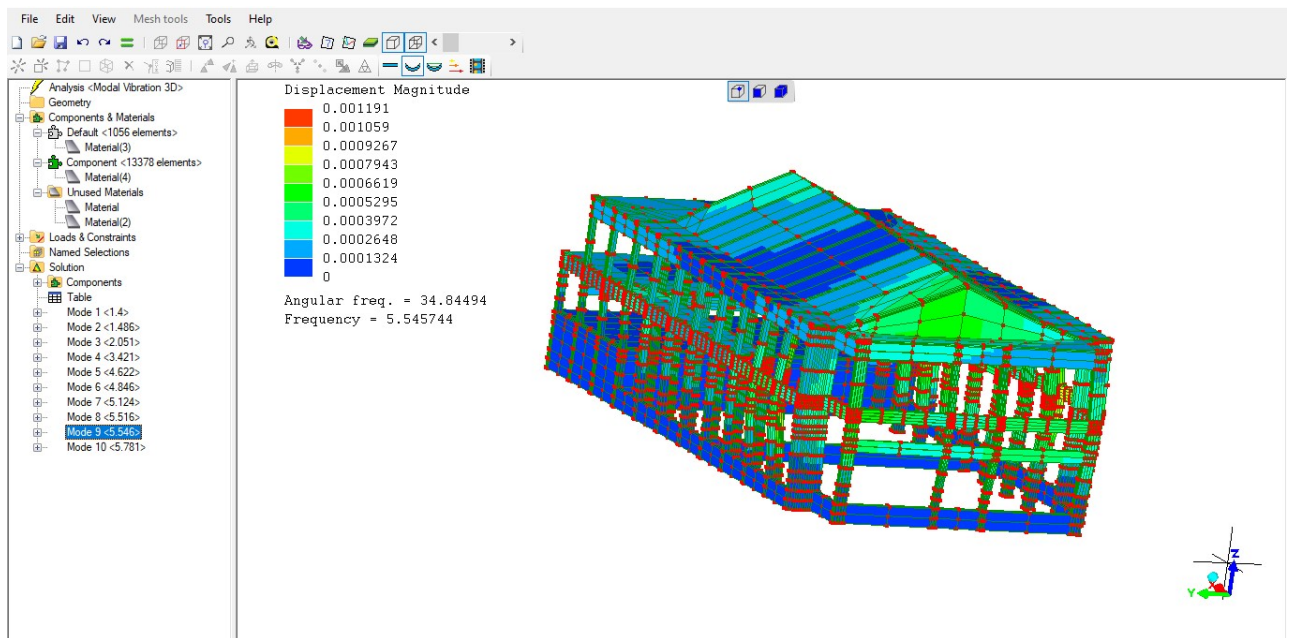 File Edit View Mesh tools Tools Help
Analysis <Modal Vibration 3D>
Geometry
Components & Materials
Default <1056 elements>
Material(3)
Component <13378 elements>
Material(4)
Unused Materials
Material
Material(2)
Loads & Constraints
Named Selections
Solution
Components
Table
Mode 1 <1.4>
Mode 2 <1.486>
Mode 3 <2.051>
Mode 4 <3.421>
Mode 5 <4.622>
Mode 6 <4.846>
Mode 7 <5.124>
Mode 8 <5.516>
Mode 9 <5.546>
Mode 10 <5.781>
Displacement Magnitude
0.001191
0.001059
0.0009267
0.0007943
0.0006619
0.0005295
0.0003972
0.0002648
0.0001324
0
Angular freq. = 34.84494
Frequency = 5.545744
Z
Y
X